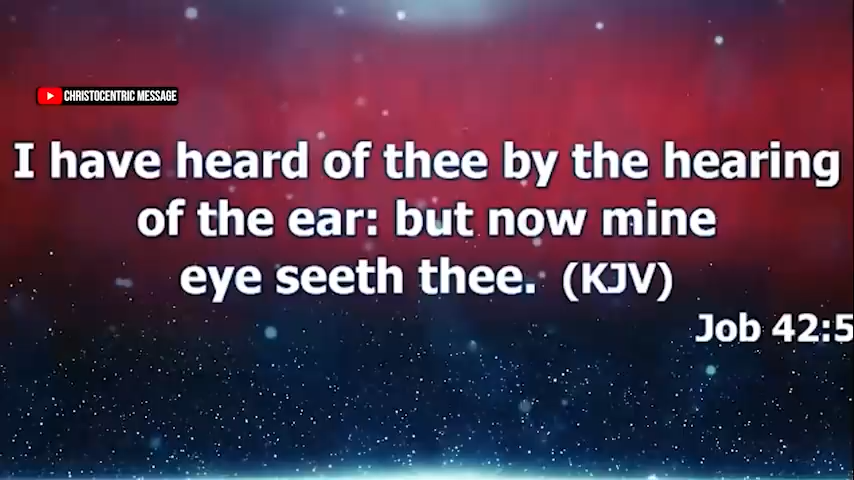 CHRISTOCENTRIC MESSAGE
I have heard of thee by the hearing
of the ear: but now mine
eye seeth thee. (KJV)
Job 42:5